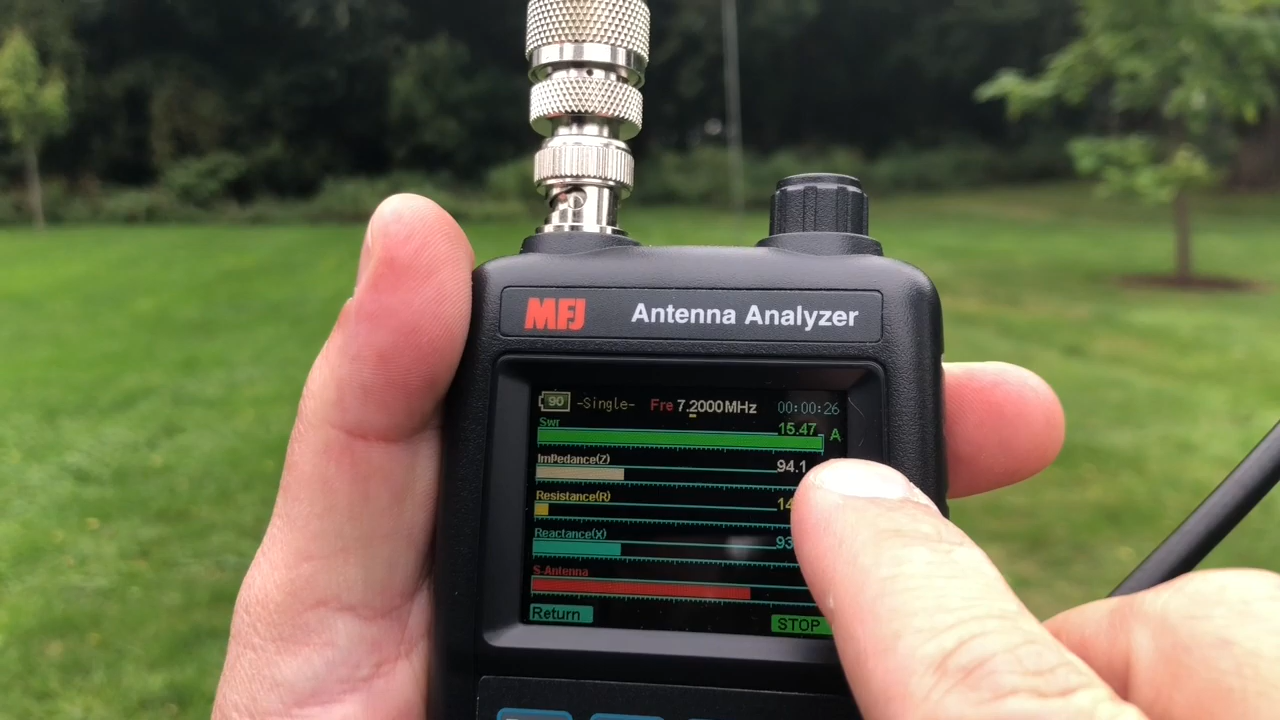 MFJ Antenna Analyzer
90 -Single- Fre 7.2000MHz 00:00:26
Swr 15.47 A
ImPedance(Z) 94.1
Resistance(R) 14
Reactance(X) 93
S-Antenna
Return STOP